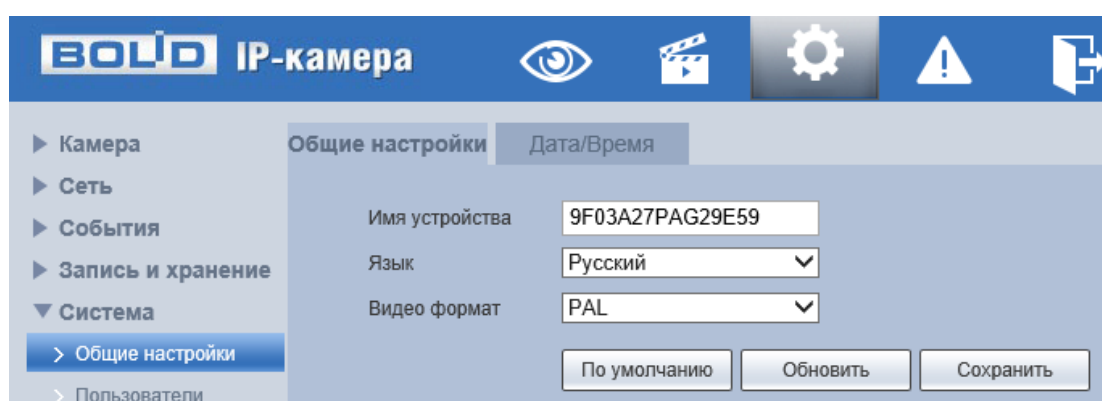 BOLID IP-камера
Камера
Сеть
События
Запись и хранение
Система
Общие настройки
Пользователи
Общие настройки Дата/Время
Имя устройства 9F03A27PAG29E59
Язык Русский
Видео формат PAL
По умолчанию Обновить Сохранить